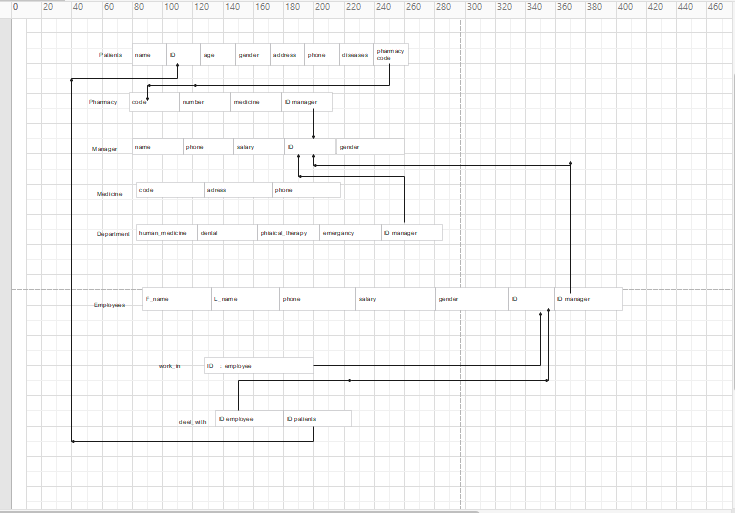 0 20 40 60 80 100 120 140 160 180 200 220 240 260 280 300 320 340 360 380 400 420 440 460
Patients name ID age gender address phone diseases pharmacy code
Pharmacy code number medicine ID manager
Manager name phone salary ID gender
Medicine code adress phone
Department human_medicine dental phisical_therapy emergancy ID manager
Employees F_name L_name phone salary gender ID ID manager
work_in ID - employee
deal_with ID employee ID patients